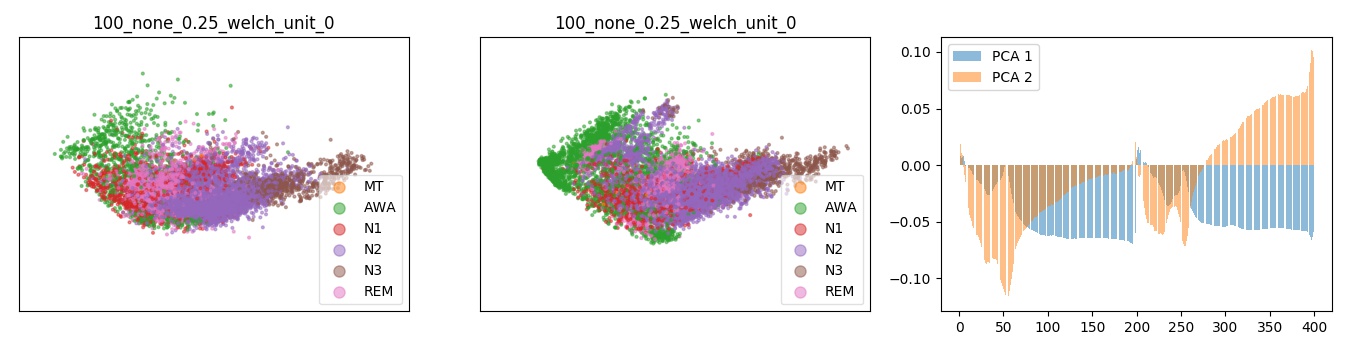 100_none_0.25_welch_unit_0
MT
AWA
N1
N2
N3
REM
100_none_0.25_welch_unit_0
MT
AWA
N1
N2
N3
REM
PCA 1
PCA 2
0.10
0.05
0.00
−0.05
−0.10
0 50 100 150 200 250 300 350 400